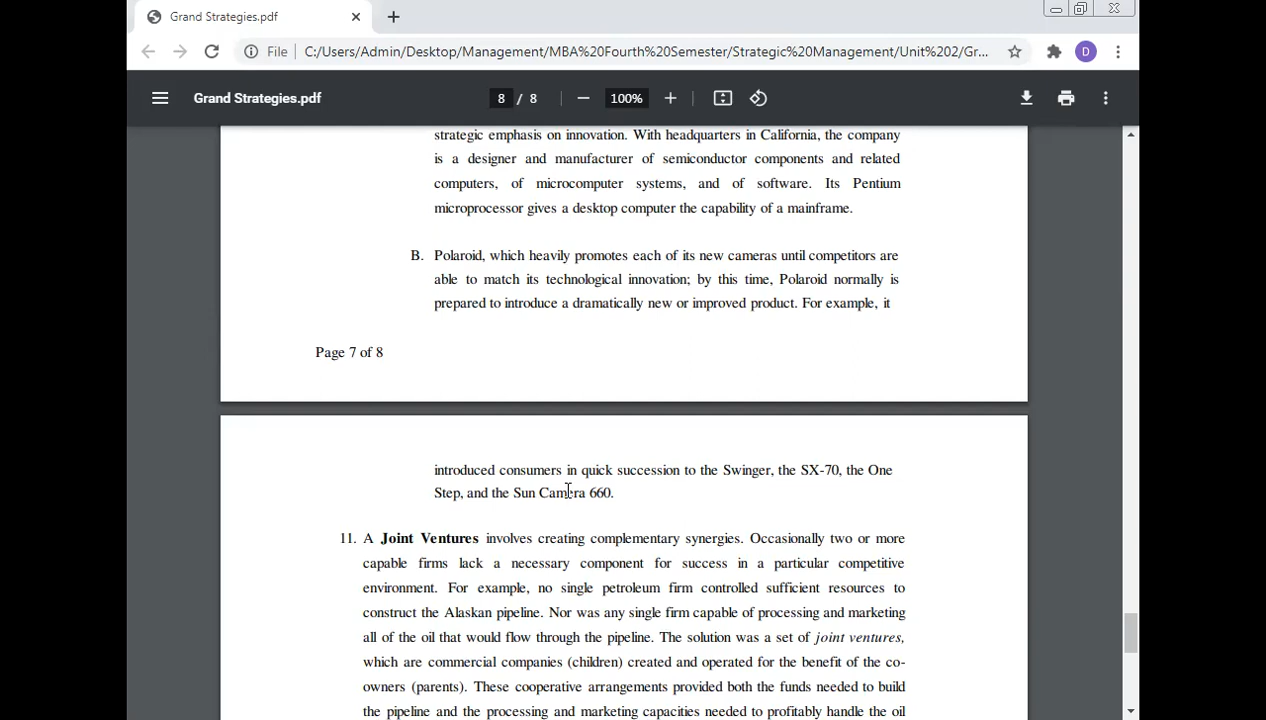 Grand Strategies.pdf
File
C:/Users/Admin/Desktop/Management/MBA%20Fourth%20Semester/Strategic%20Management/Unit%202/Gr...
D
Grand Strategies.pdf
8 / 8
100%
strategic emphasis on innovation. With headquarters in California, the company
is a designer and manufacturer of semiconductor components and related
computers, of microcomputer systems, and of software. Its Pentium
microprocessor gives a desktop computer the capability of a mainframe.
B. Polaroid, which heavily promotes each of its new cameras until competitors are
able to match its technological innovation; by this time, Polaroid normally is
prepared to introduce a dramatically new or improved product. For example, it
Page 7 of 8
introduced consumers in quick succession to the Swinger, the SX-70, the One
Step, and the Sun Camera 660.
11. A Joint Ventures involves creating complementary synergies. Occasionally two or more
capable firms lack a necessary component for success in a particular competitive
environment. For example, no single petroleum firm controlled sufficient resources to
construct the Alaskan pipeline. Nor was any single firm capable of processing and marketing
all of the oil that would flow through the pipeline. The solution was a set of joint ventures,
which are commercial companies (children) created and operated for the benefit of the co-
owners (parents). These cooperative arrangements provided both the funds needed to build
the pipeline and the processing and marketing capacities needed to profitably handle the oil